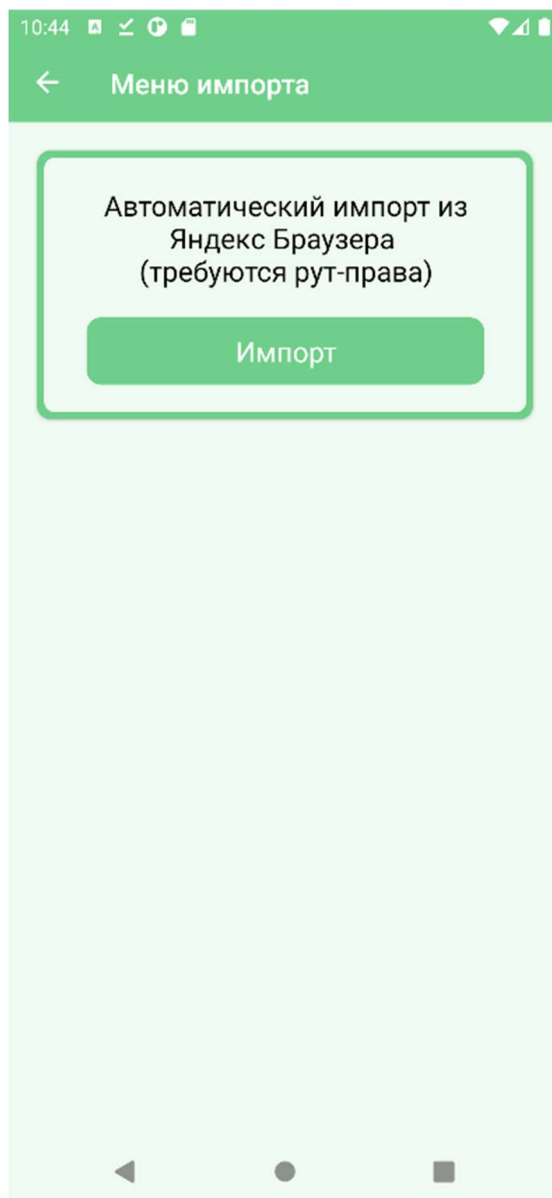 10:44
Меню импорта
Автоматический импорт из
Яндекс Браузера
(требуются рут-права)
Импорт